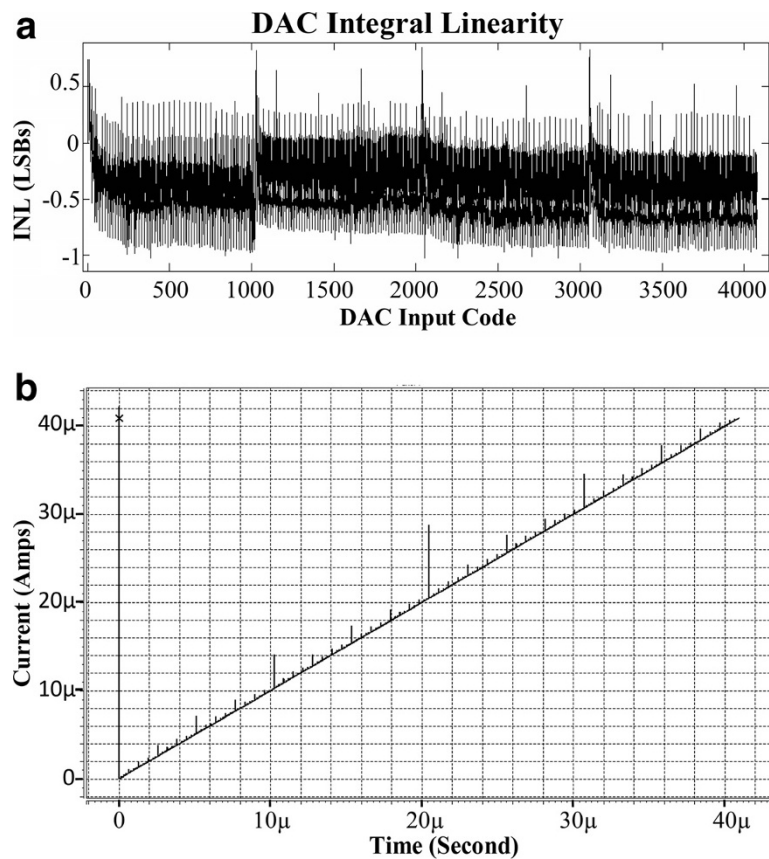 a
DAC Integral Linearity
INL (LSBs)
0.5
0
-0.5
-1
0 500 1000 1500 2000 2500 3000 3500 4000
DAC Input Code
b
Current (Amps)
40μ
30μ
20μ
10μ
0
0 10μ 20μ 30μ 40μ
Time (Second)